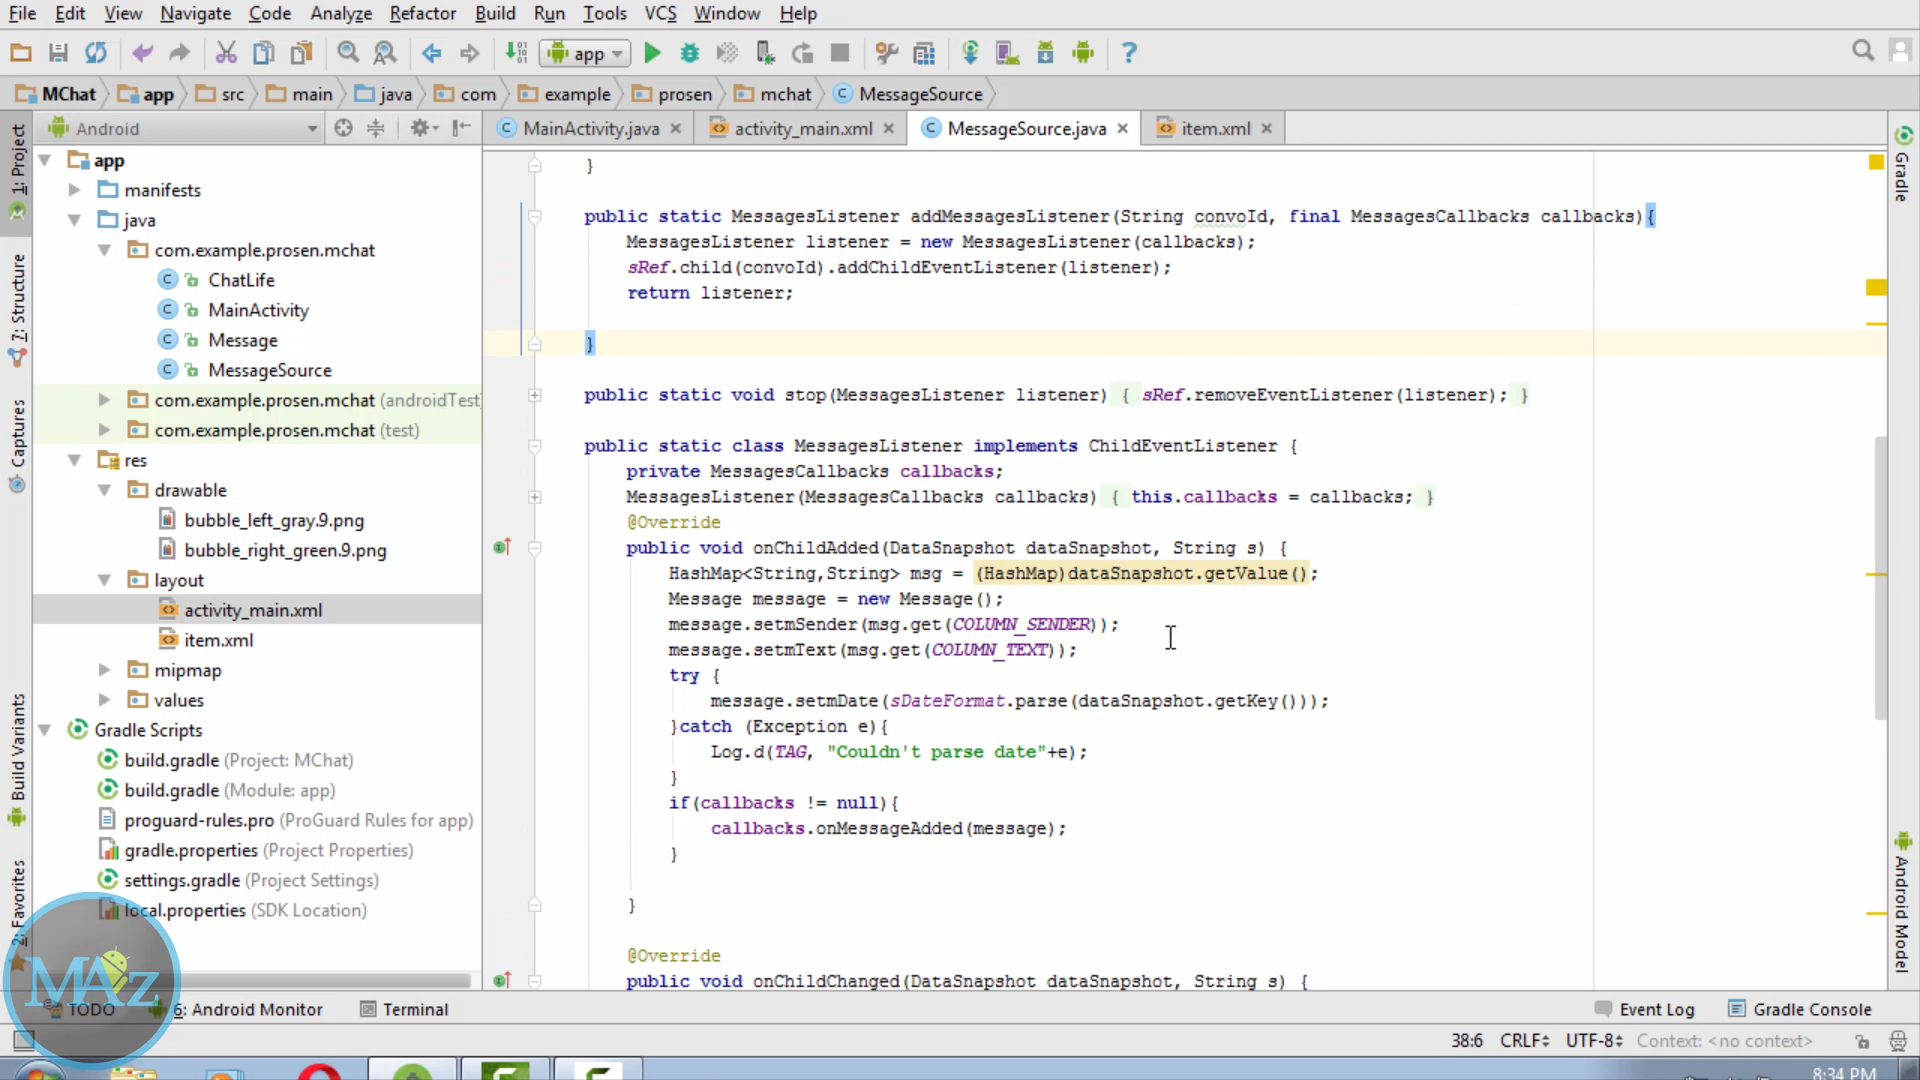 File Edit View Navigate Code Analyze Refactor Build Run Tools VCS Window Help
app
MChat app src main java com example prosen mchat MessageSource
Android
MainActivity.java activity_main.xml MessageSource.java item.xml
1: Project
7: Structure
Captures
Build Variants
2: Favorites
app
manifests
java
com.example.prosen.mchat
ChatLife
MainActivity
Message
MessageSource
com.example.prosen.mchat (androidTest
com.example.prosen.mchat (test)
res
drawable
bubble_left_gray.9.png
bubble_right_green.9.png
layout
activity_main.xml
item.xml
mipmap
values
Gradle Scripts
build.gradle (Project: MChat)
build.gradle (Module: app)
proguard-rules.pro (ProGuard Rules for app)
gradle.properties (Project Properties)
settings.gradle (Project Settings)
local.properties (SDK Location)
}
public static MessagesListener addMessagesListener(String convoId, final MessagesCallbacks callbacks){
MessagesListener listener = new MessagesListener(callbacks);
sRef.child(convoId).addChildEventListener(listener);
return listener;
}
public static void stop(MessagesListener listener) { sRef.removeEventListener(listener); }
public static class MessagesListener implements ChildEventListener {
private MessagesCallbacks callbacks;
MessagesListener(MessagesCallbacks callbacks) { this.callbacks = callbacks; }
@Override
public void onChildAdded(DataSnapshot dataSnapshot, String s) {
HashMap<String,String> msg = (HashMap)dataSnapshot.getValue();
Message message = new Message();
message.setmSender(msg.get(COLUMN_SENDER));
message.setmText(msg.get(COLUMN_TEXT));
try {
message.setmDate(sDateFormat.parse(dataSnapshot.getKey()));
}catch (Exception e){
Log.d(TAG, "Couldn't parse date"+e);
}
if(callbacks != null){
callbacks.onMessageAdded(message);
}
}
@Override
public void onChildChanged(DataSnapshot dataSnapshot, String s) {
Gradle
Android Model
MAz
TODO 6: Android Monitor Terminal Event Log Gradle Console
38:6 CRLF UTF-8 Context: <no context>
8:34 PM